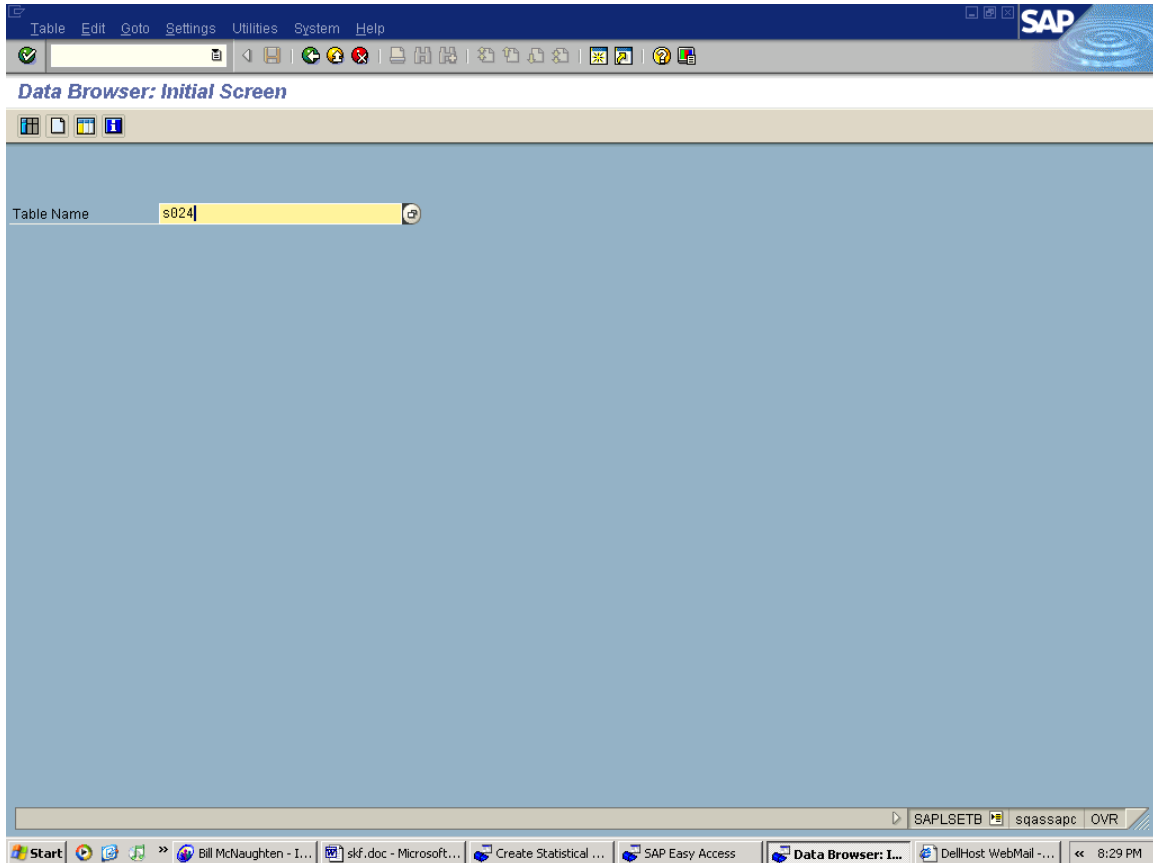 Table Edit Goto Settings Utilities System Help
SAP
Data Browser: Initial Screen
Table Name s024
SAPLSETB sqassapc OVR
Start » Bill McNaughten - I... skf.doc - Microsoft... Create Statistical ... SAP Easy Access Data Browser: I... DellHost WebMail -... « 8:29 PM